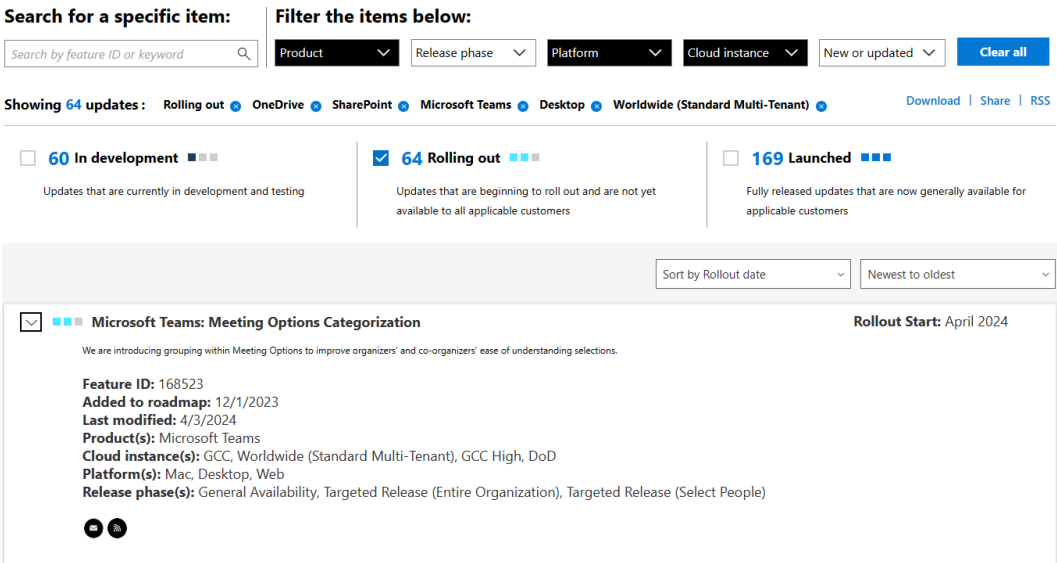 Search for a specific item:
Filter the items below:
Search by feature ID or keyword
Product
Release phase
Platform
Cloud instance
New or updated
Clear all
Showing 64 updates :
Rolling out
OneDrive
SharePoint
Microsoft Teams
Desktop
Worldwide (Standard Multi-Tenant)
Download | Share | RSS
60 In development
Updates that are currently in development and testing
64 Rolling out
Updates that are beginning to roll out and are not yet
available to all applicable customers
169 Launched
Fully released updates that are now generally available for
applicable customers
Sort by Rollout date
Newest to oldest
Microsoft Teams: Meeting Options Categorization
Rollout Start: April 2024
We are introducing grouping within Meeting Options to improve organizers' and co-organizers' ease of understanding selections.
Feature ID: 168523
Added to roadmap: 12/1/2023
Last modified: 4/3/2024
Product(s): Microsoft Teams
Cloud instance(s): GCC, Worldwide (Standard Multi-Tenant), GCC High, DoD
Platform(s): Mac, Desktop, Web
Release phase(s): General Availability, Targeted Release (Entire Organization), Targeted Release (Select People)